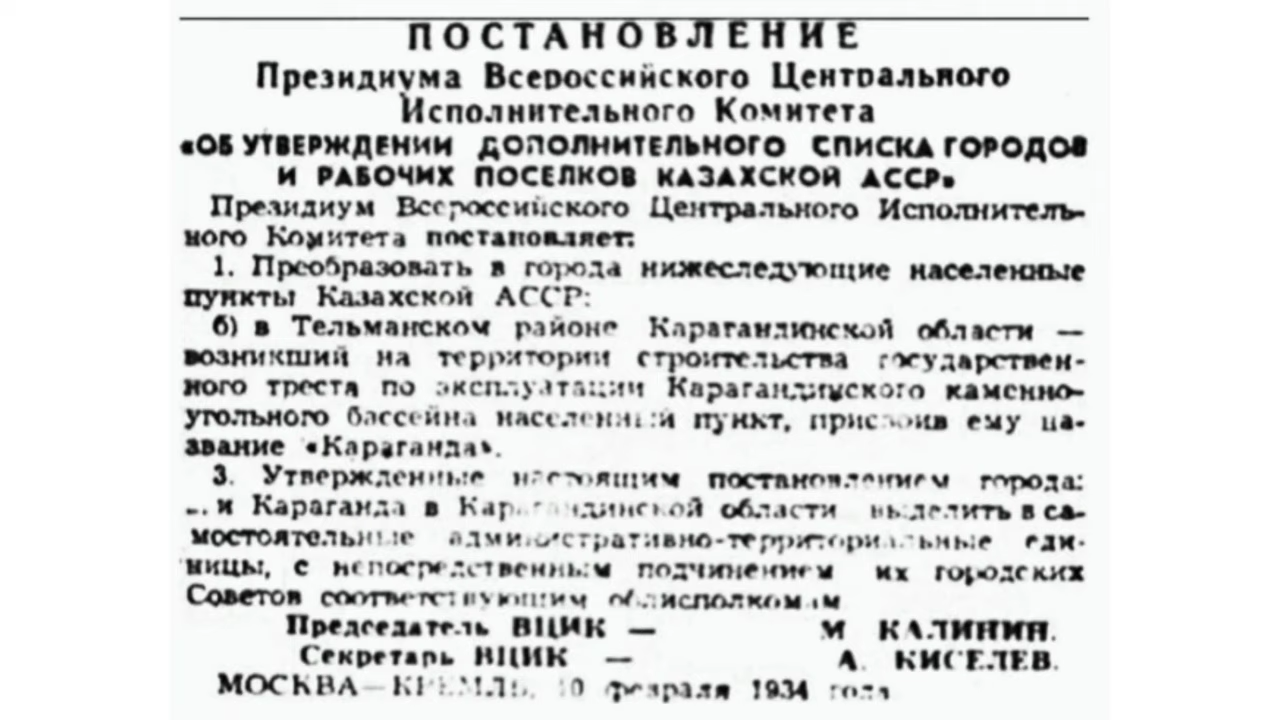 ПОСТАНОВЛЕНИЕ
Президиума Всероссийского Центрального
Исполнительного Комитета
«ОБ УТВЕРЖДЕНИИ ДОПОЛНИТЕЛЬНОГО СПИСКА ГОРОДОВ
И РАБОЧИХ ПОСЕЛКОВ КАЗАХСКОЙ АССР»
Президиум Всероссийского Центрального Исполнитель-
ного Комитета постановляет:
1. Преобразовать в города нижеследующие населенные
пункты Казахской АССР:
б) в Тельманском районе Карагандинской области —
возникший на территории строительства государствен-
ного треста по эксплуатации Карагандинского каменно-
угольного бассейна населенный пункт, присвоив ему на-
звание «Караганда».
3. Утвержденные настоящим постановлением города:
... и Караганда в Карагандинской области выделить в са-
мостоятельные административно-территориальные еди-
ницы, с непосредственным подчинением их городских
Советов соответствующим облисполкомам
Председатель ВЦИК — М КАЛИНИН.
Секретарь ВЦИК — А. КИСЕЛЕВ.
МОСКВА—КРЕМЛЬ, 10 февраля 1934 года